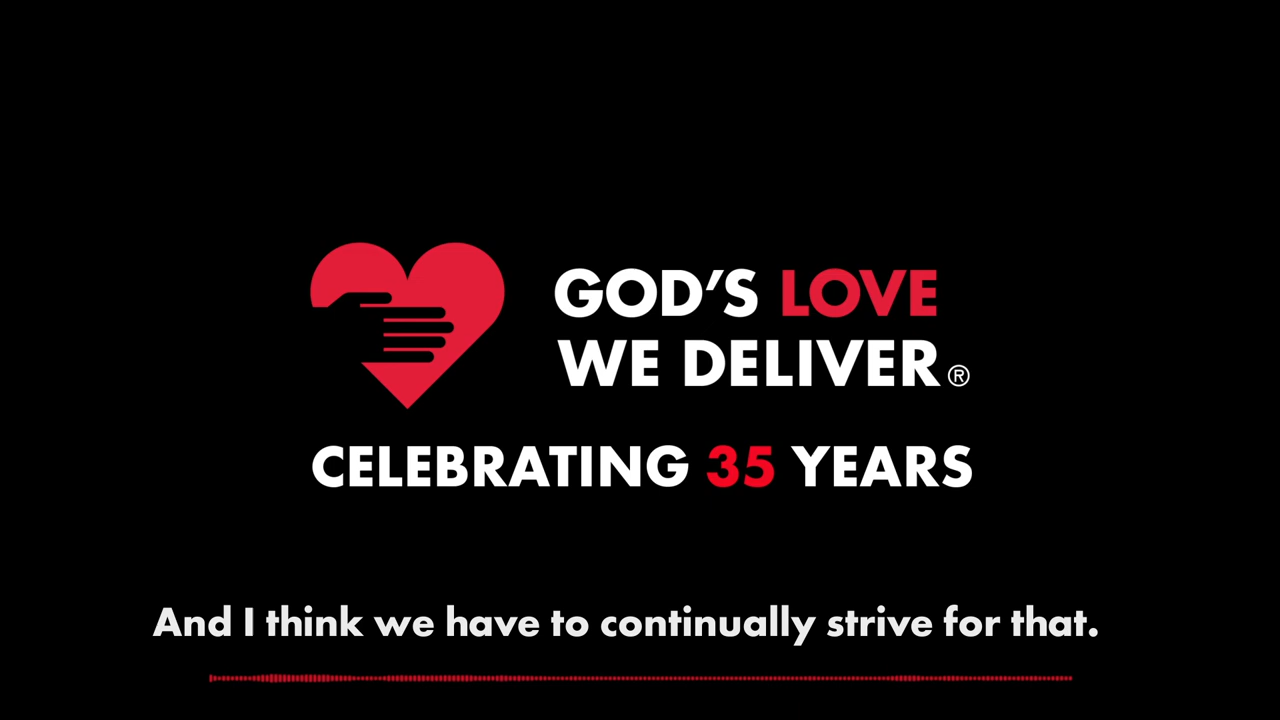 GOD'S LOVE
WE DELIVER®
CELEBRATING 35 YEARS
And I think we have to continually strive for that.